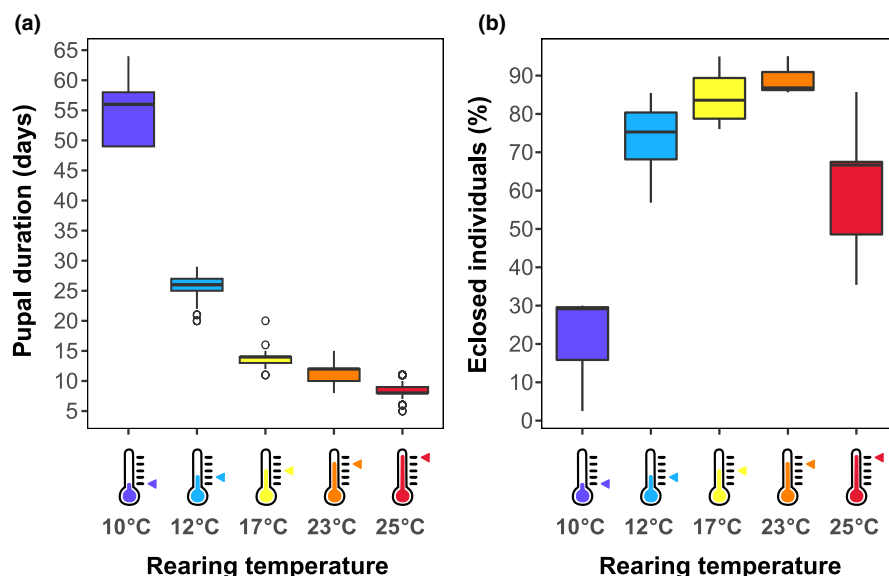 (a)
Pupal duration (days)
65
60
55
50
45
40
35
30
25
20
15
10
5
10°C 12°C 17°C 23°C 25°C
Rearing temperature
(b)
Eclosed individuals (%)
90
80
70
60
50
40
30
20
10
0
10°C 12°C 17°C 23°C 25°C
Rearing temperature